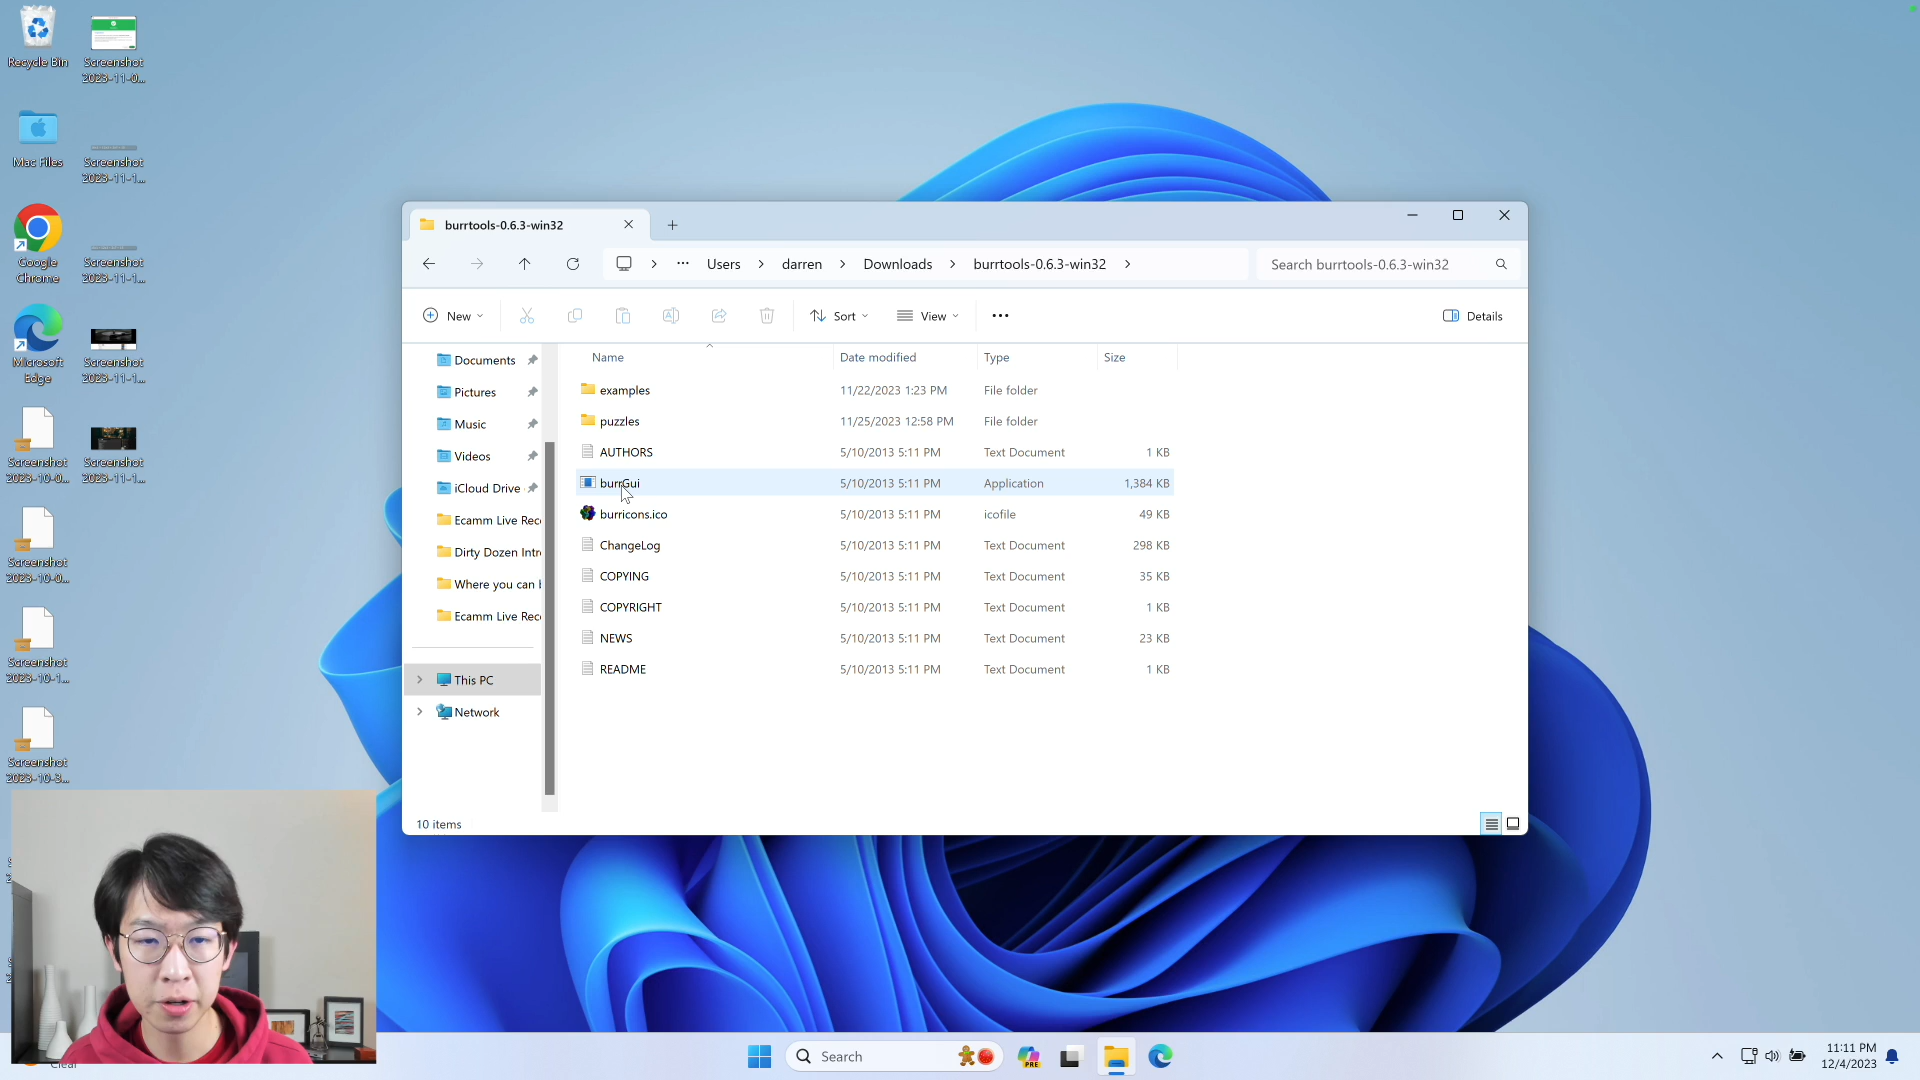 Recycle Bin
Screenshot
2023-11-0...
Mac Files
Screenshot
2023-11-1...
Google
Chrome
Screenshot
2023-11-1...
Microsoft
Edge
Screenshot
2023-11-1...
Screenshot
2023-10-0...
Screenshot
2023-11-1...
Screenshot
2023-10-0...
Screenshot
2023-10-1...
Screenshot
2023-10-3...
burrtools-0.6.3-win32
Users
darren
Downloads
burrtools-0.6.3-win32
Search burrtools-0.6.3-win32
New
Sort
View
Details
Documents
Pictures
Music
Videos
iCloud Drive
Ecamm Live Rec
Dirty Dozen Intr
Where you can
Ecamm Live Rec
This PC
Network
Name Date modified Type Size
examples 11/22/2023 1:23 PM File folder
puzzles 11/25/2023 12:58 PM File folder
AUTHORS 5/10/2013 5:11 PM Text Document 1 KB
burrGui 5/10/2013 5:11 PM Application 1,384 KB
burricons.ico 5/10/2013 5:11 PM icofile 49 KB
ChangeLog 5/10/2013 5:11 PM Text Document 298 KB
COPYING 5/10/2013 5:11 PM Text Document 35 KB
COPYRIGHT 5/10/2013 5:11 PM Text Document 1 KB
NEWS 5/10/2013 5:11 PM Text Document 23 KB
README 5/10/2013 5:11 PM Text Document 1 KB
10 items
Clear
Search
PRE
11:11 PM
12/4/2023